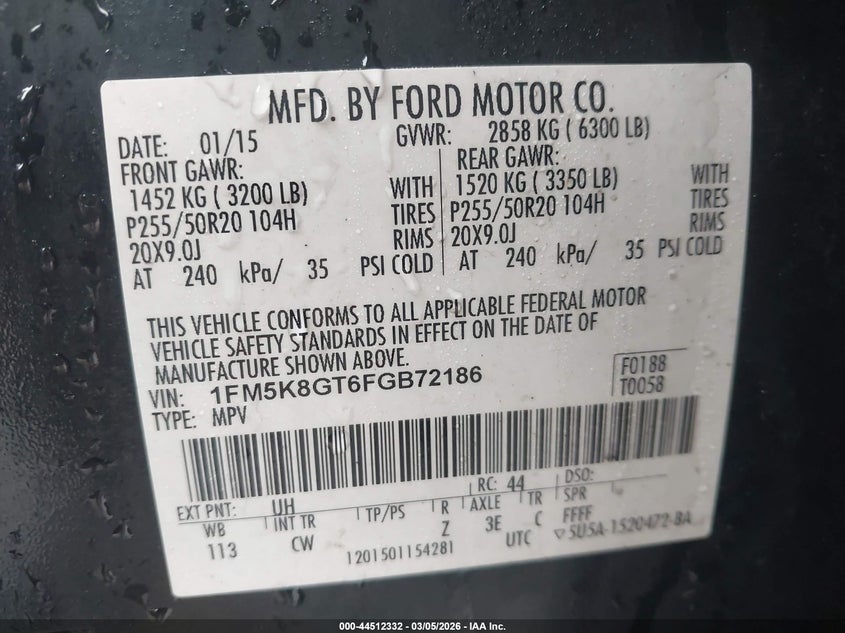 MFD. BY FORD MOTOR CO.
DATE: 01/15 GVWR: 2858 KG ( 6300 LB)
FRONT GAWR: REAR GAWR:
1452 KG ( 3200 LB) WITH 1520 KG ( 3350 LB) WITH
P255/50R20 104H TIRES P255/50R20 104H TIRES
20X9.0J RIMS 20X9.0J RIMS
AT 240 kPa/ 35 PSI COLD AT 240 kPa/ 35 PSI COLD
THIS VEHICLE CONFORMS TO ALL APPLICABLE FEDERAL MOTOR
VEHICLE SAFETY STANDARDS IN EFFECT ON THE DATE OF
MANUFACTURE SHOWN ABOVE.
VIN: 1FM5K8GT6FGB72186 F0188
TYPE: MPV T0058
EXT PNT: UH RC: 44 DSO:
WB INT TR TP/PS R AXLE TR SPR
113 CW Z 3E C FFFF
1201501154281 UTC ▽5U5A-1520472-BA
000-44512332 - 03/05/2026 - IAA Inc.